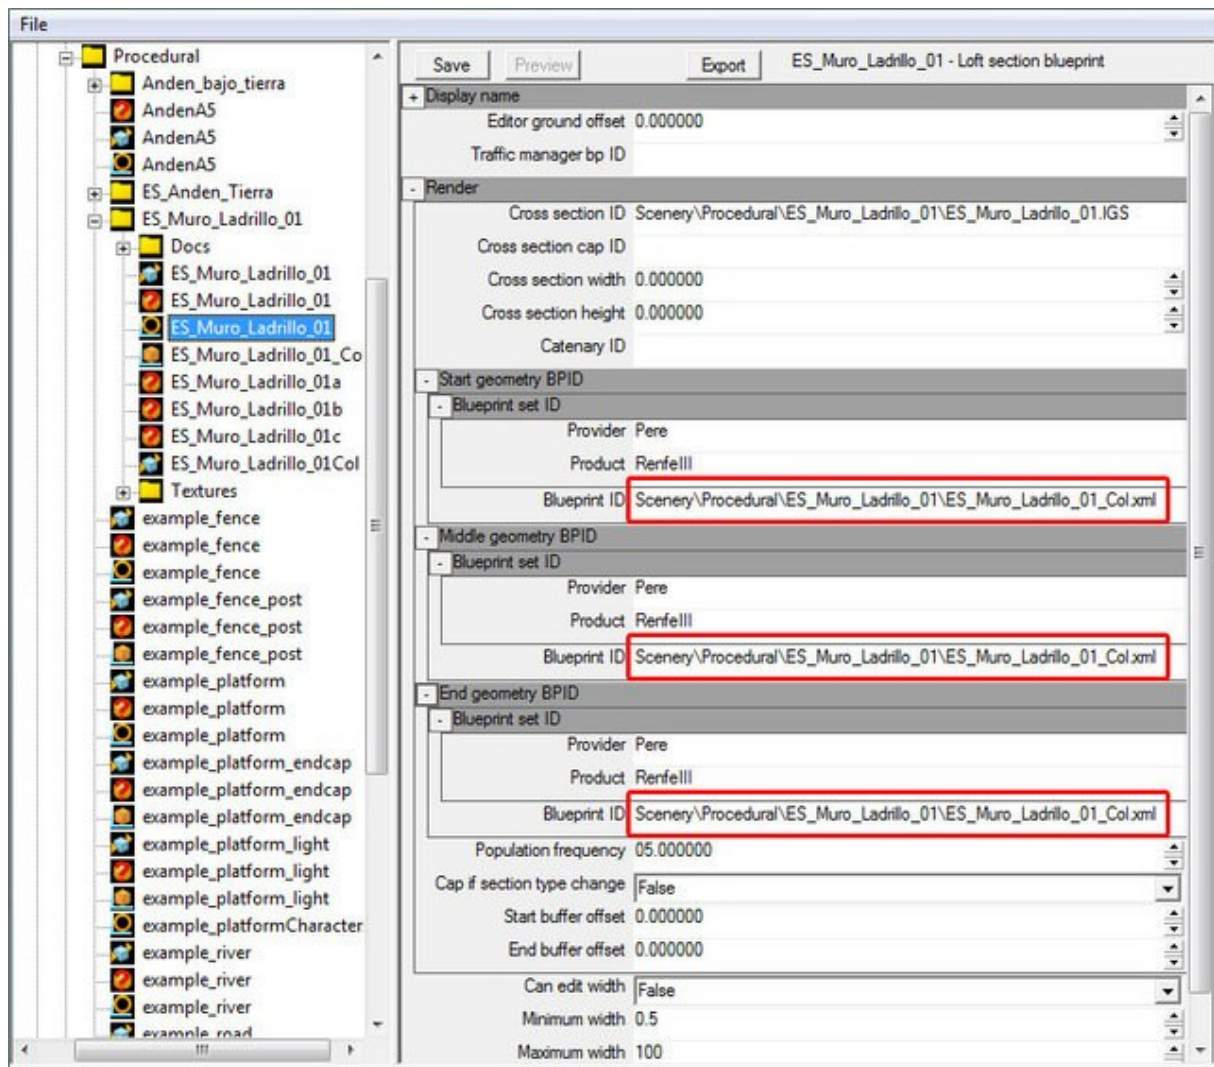 File
Procedural
Anden_bajo_tierra
AndenA5
AndenA5
AndenA5
ES_Anden_Tierra
ES_Muro_Ladrillo_01
Docs
ES_Muro_Ladrillo_01
ES_Muro_Ladrillo_01
ES_Muro_Ladrillo_01
ES_Muro_Ladrillo_01_Co
ES_Muro_Ladrillo_01a
ES_Muro_Ladrillo_01b
ES_Muro_Ladrillo_01c
ES_Muro_Ladrillo_01Col
Textures
example_fence
example_fence
example_fence
example_fence_post
example_fence_post
example_fence_post
example_platform
example_platform
example_platform
example_platform_endcap
example_platform_endcap
example_platform_endcap
example_platform_light
example_platform_light
example_platform_light
example_platformCharacter
example_river
example_river
example_river
example_road
Save Preview Export ES_Muro_Ladrillo_01 - Loft section blueprint
Display name
Editor ground offset 0.000000
Traffic manager bp ID
Render
Cross section ID Scenery\Procedural\ES_Muro_Ladrillo_01\ES_Muro_Ladrillo_01.IGS
Cross section cap ID
Cross section width 0.000000
Cross section height 0.000000
Catenary ID
Start geometry BPID
Blueprint set ID
Provider Pere
Product RenfeIII
Blueprint ID Scenery\Procedural\ES_Muro_Ladrillo_01\ES_Muro_Ladrillo_01_Col.xml
Middle geometry BPID
Blueprint set ID
Provider Pere
Product RenfeIII
Blueprint ID Scenery\Procedural\ES_Muro_Ladrillo_01\ES_Muro_Ladrillo_01_Col.xml
End geometry BPID
Blueprint set ID
Provider Pere
Product RenfeIII
Blueprint ID Scenery\Procedural\ES_Muro_Ladrillo_01\ES_Muro_Ladrillo_01_Col.xml
Population frequency 05.000000
Cap if section type change False
Start buffer offset 0.000000
End buffer offset 0.000000
Can edit width False
Minimum width 0.5
Maximum width 100